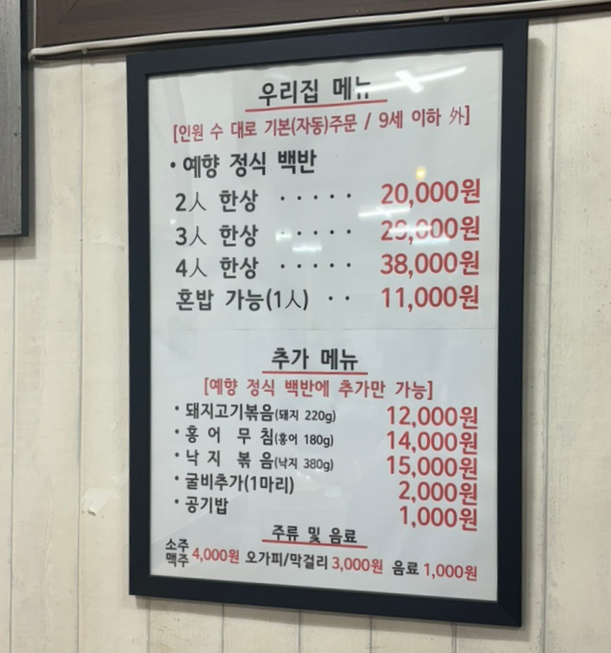 우리집 메뉴
[인원 수 대로 기본(자동)주문 / 9세 이하 外]
· 예향 정식 백반
2人 한상 · · · · · 20,000원
3人 한상 · · · · · 29,000원
4人 한상 · · · · · 38,000원
혼밥 가능(1人) · · 11,000원
추가 메뉴
[예향 정식 백반에 추가만 가능]
· 돼지고기볶음(돼지 220g) 12,000원
· 홍 어 무 침(홍어 180g) 14,000원
· 낙 지 볶 음(낙지 380g) 15,000원
· 굴비추가(1마리) 2,000원
· 공기밥 1,000원
주류 및 음료
소주 맥주 4,000원 오가피/막걸리 3,000원 음료 1,000원